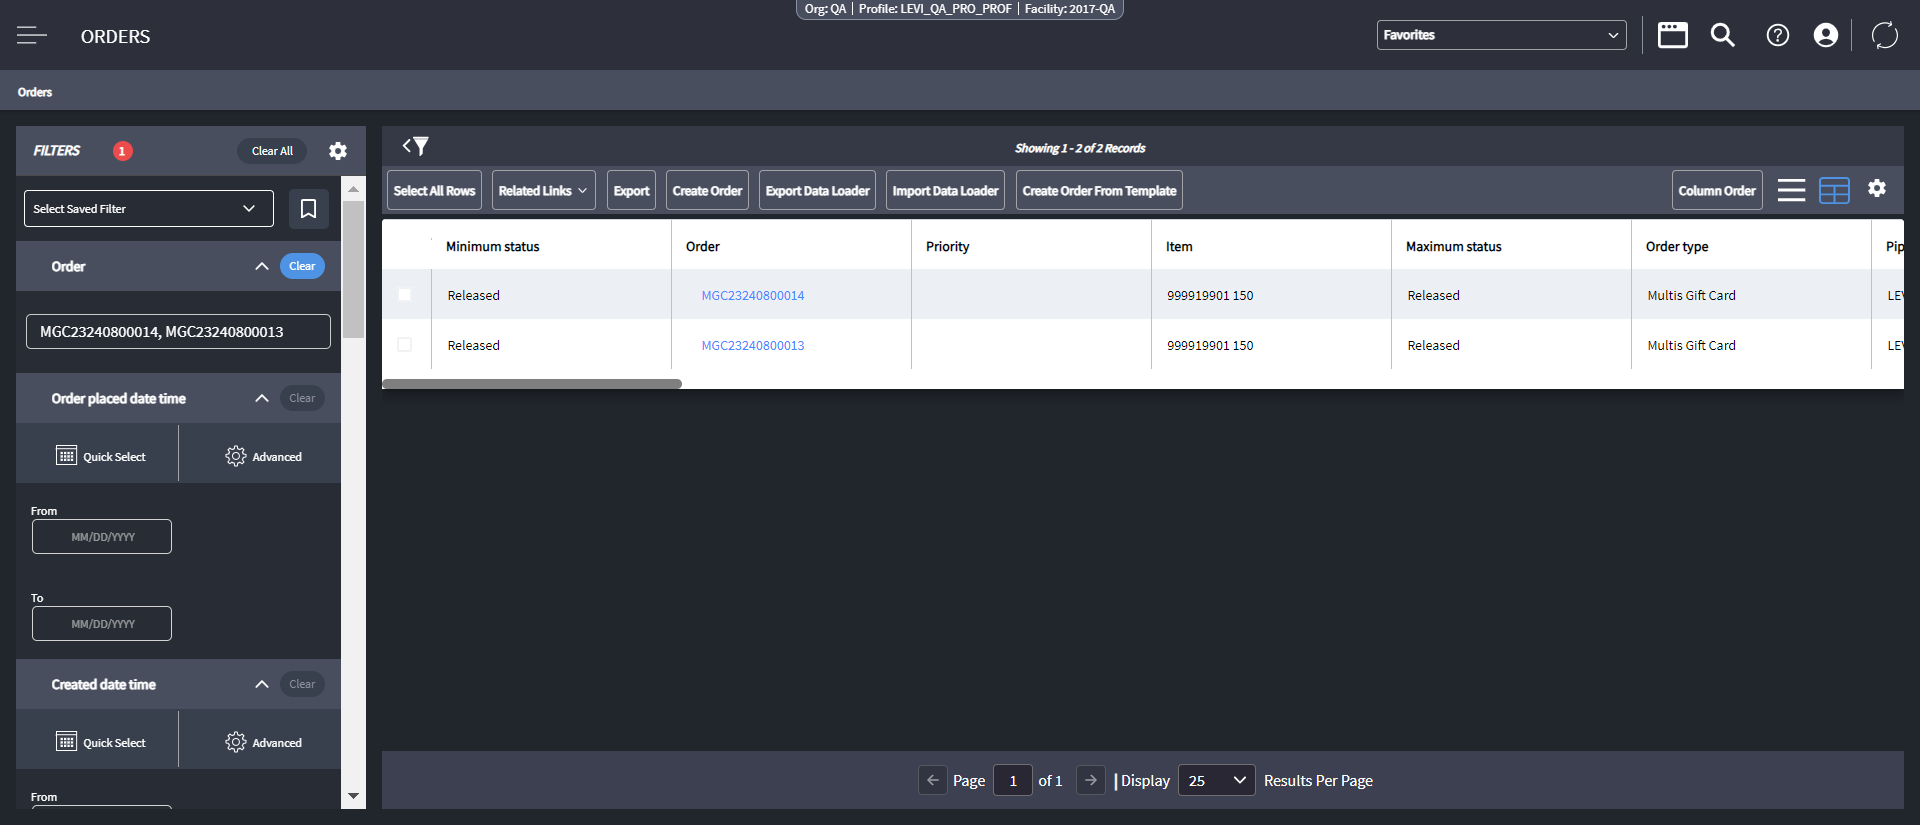 Org: QA | Profile: LEVI_QA_PRO_PROF | Facility: 2017-QA
ORDERS
Favorites
Orders
FILTERS 1 Clear All
Select Saved Filter
Order Clear
MGC23240800014, MGC23240800013
Order placed date time Clear
Quick Select Advanced
From
MM/DD/YYYY
To
MM/DD/YYYY
Created date time Clear
Quick Select Advanced
From
Showing 1 - 2 of 2 Records
Select All Rows Related Links Export Create Order Export Data Loader Import Data Loader Create Order From Template Column Order
Minimum status Order Priority Item Maximum status Order type Pip
Released MGC23240800014 999919901 150 Released Multis Gift Card LEV
Released MGC23240800013 999919901 150 Released Multis Gift Card LEV
Page 1 of 1 | Display 25 Results Per Page